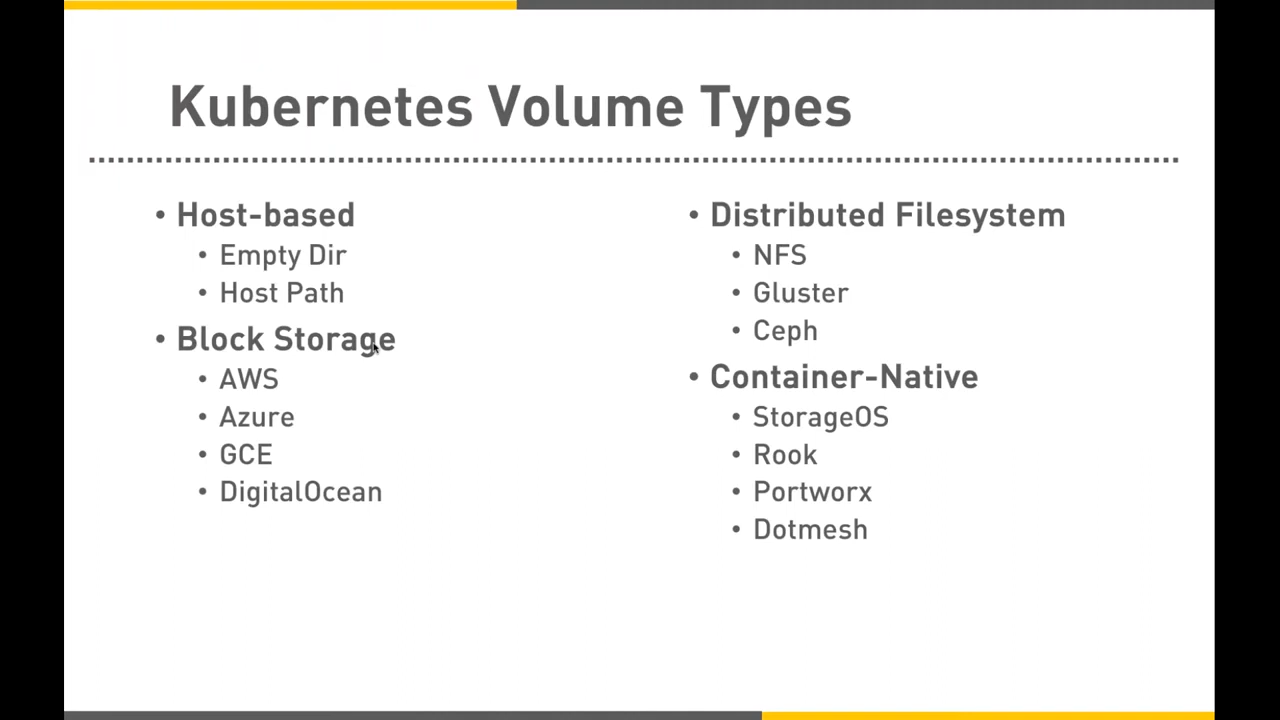 Kubernetes Volume Types
• Host-based
• Empty Dir
• Host Path
• Block Storage
• AWS
• Azure
• GCE
• DigitalOcean
• Distributed Filesystem
• NFS
• Gluster
• Ceph
• Container-Native
• StorageOS
• Rook
• Portworx
• Dotmesh